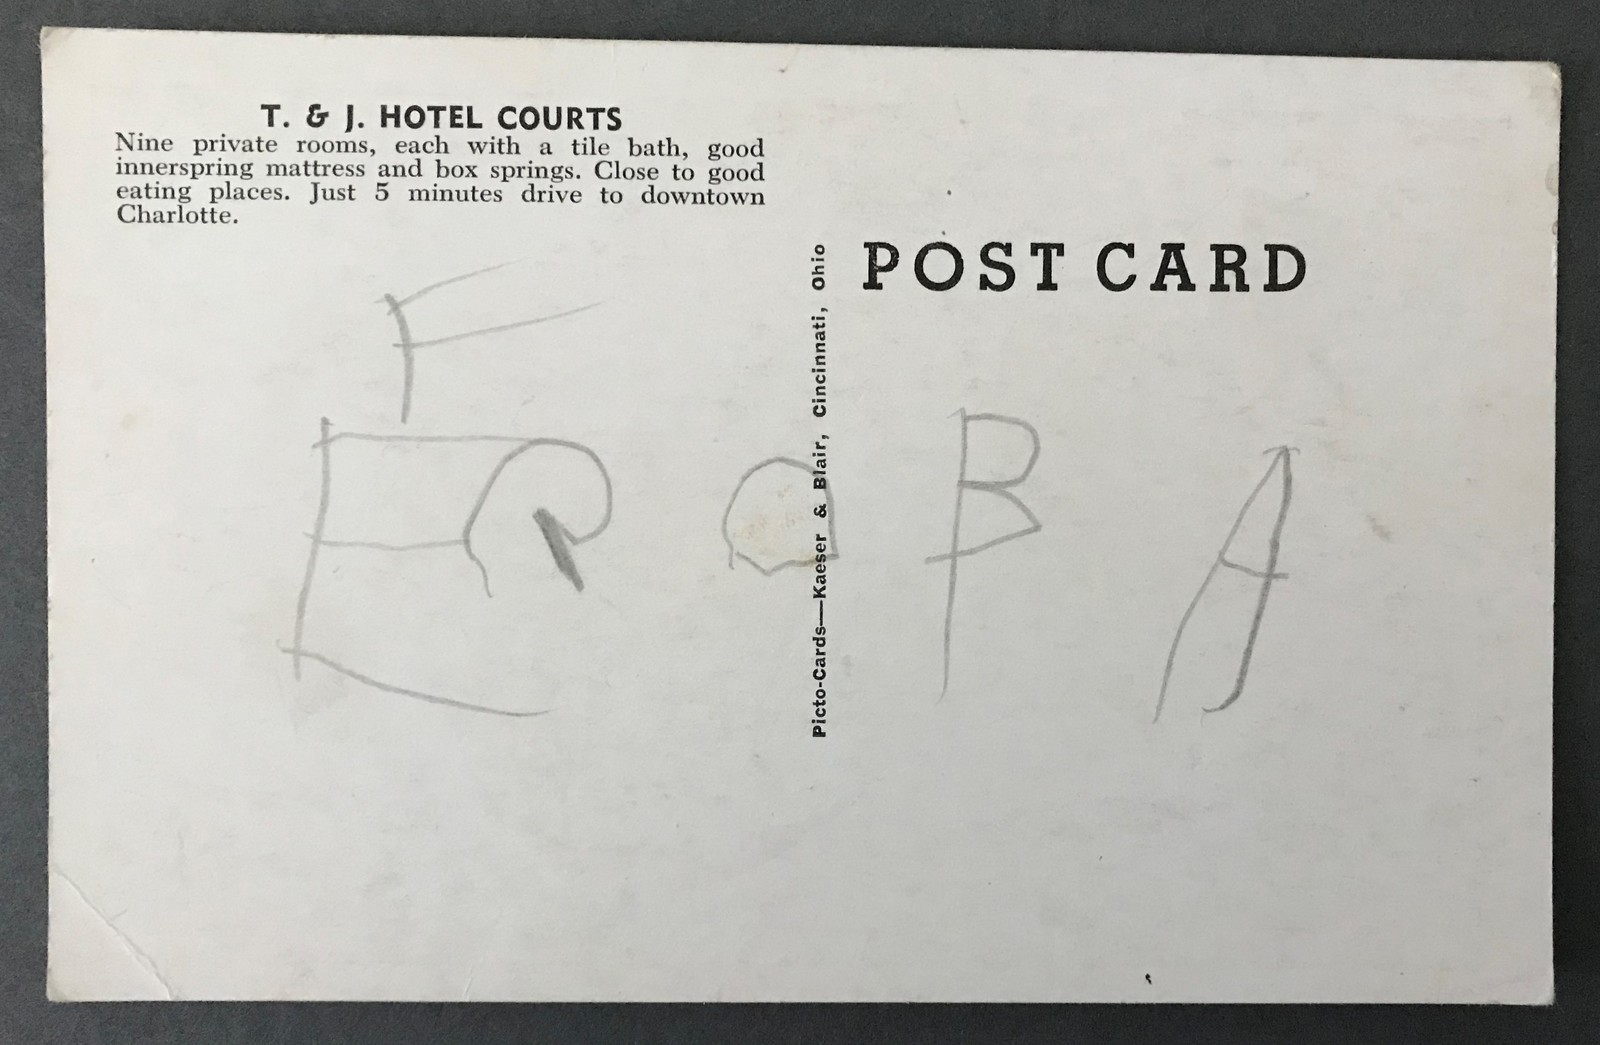 T. & J. HOTEL COURTS
Nine private rooms, each with a tile bath, good
innerspring mattress and box springs. Close to good
eating places. Just 5 minutes drive to downtown
Charlotte.
Picto-Cards—Kaeser & Blair, Cincinnati, Ohio
POST CARD
F
E
B A